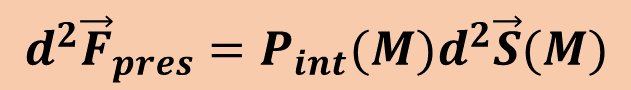 d²F⃗_pres = P_int(M)d²S⃗(M)